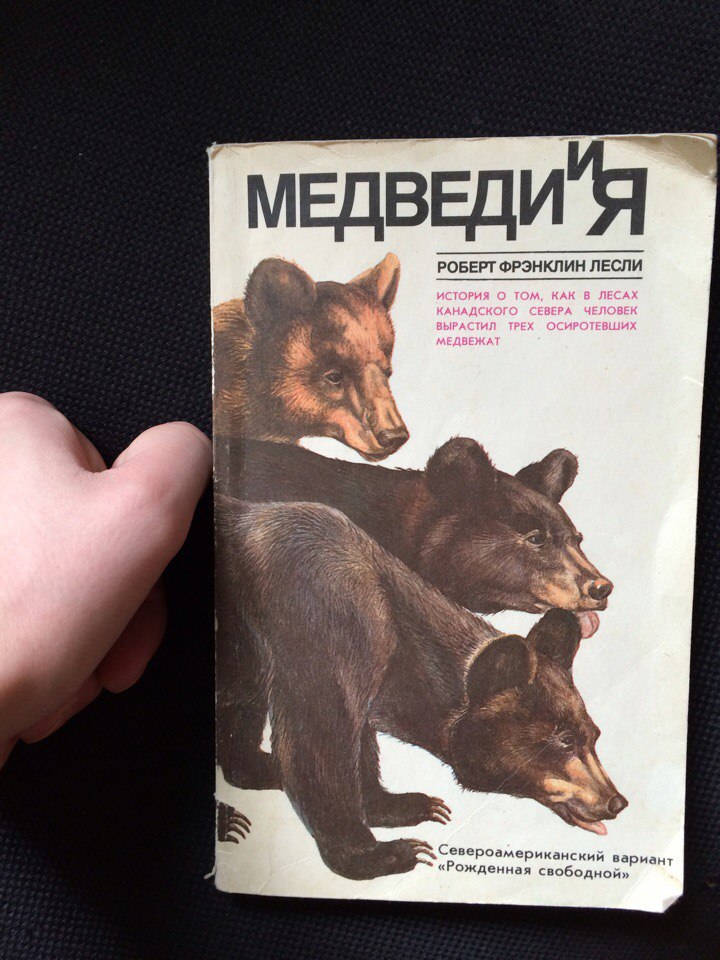 МЕДВЕДИ И Я
РОБЕРТ ФРЭНКЛИН ЛЕСЛИ
ИСТОРИЯ О ТОМ, КАК В ЛЕСАХ
КАНАДСКОГО СЕВЕРА ЧЕЛОВЕК
ВЫРАСТИЛ ТРЕХ ОСИРОТЕВШИХ
МЕДВЕЖАТ
Североамериканский вариант
«Рожденная свободной»